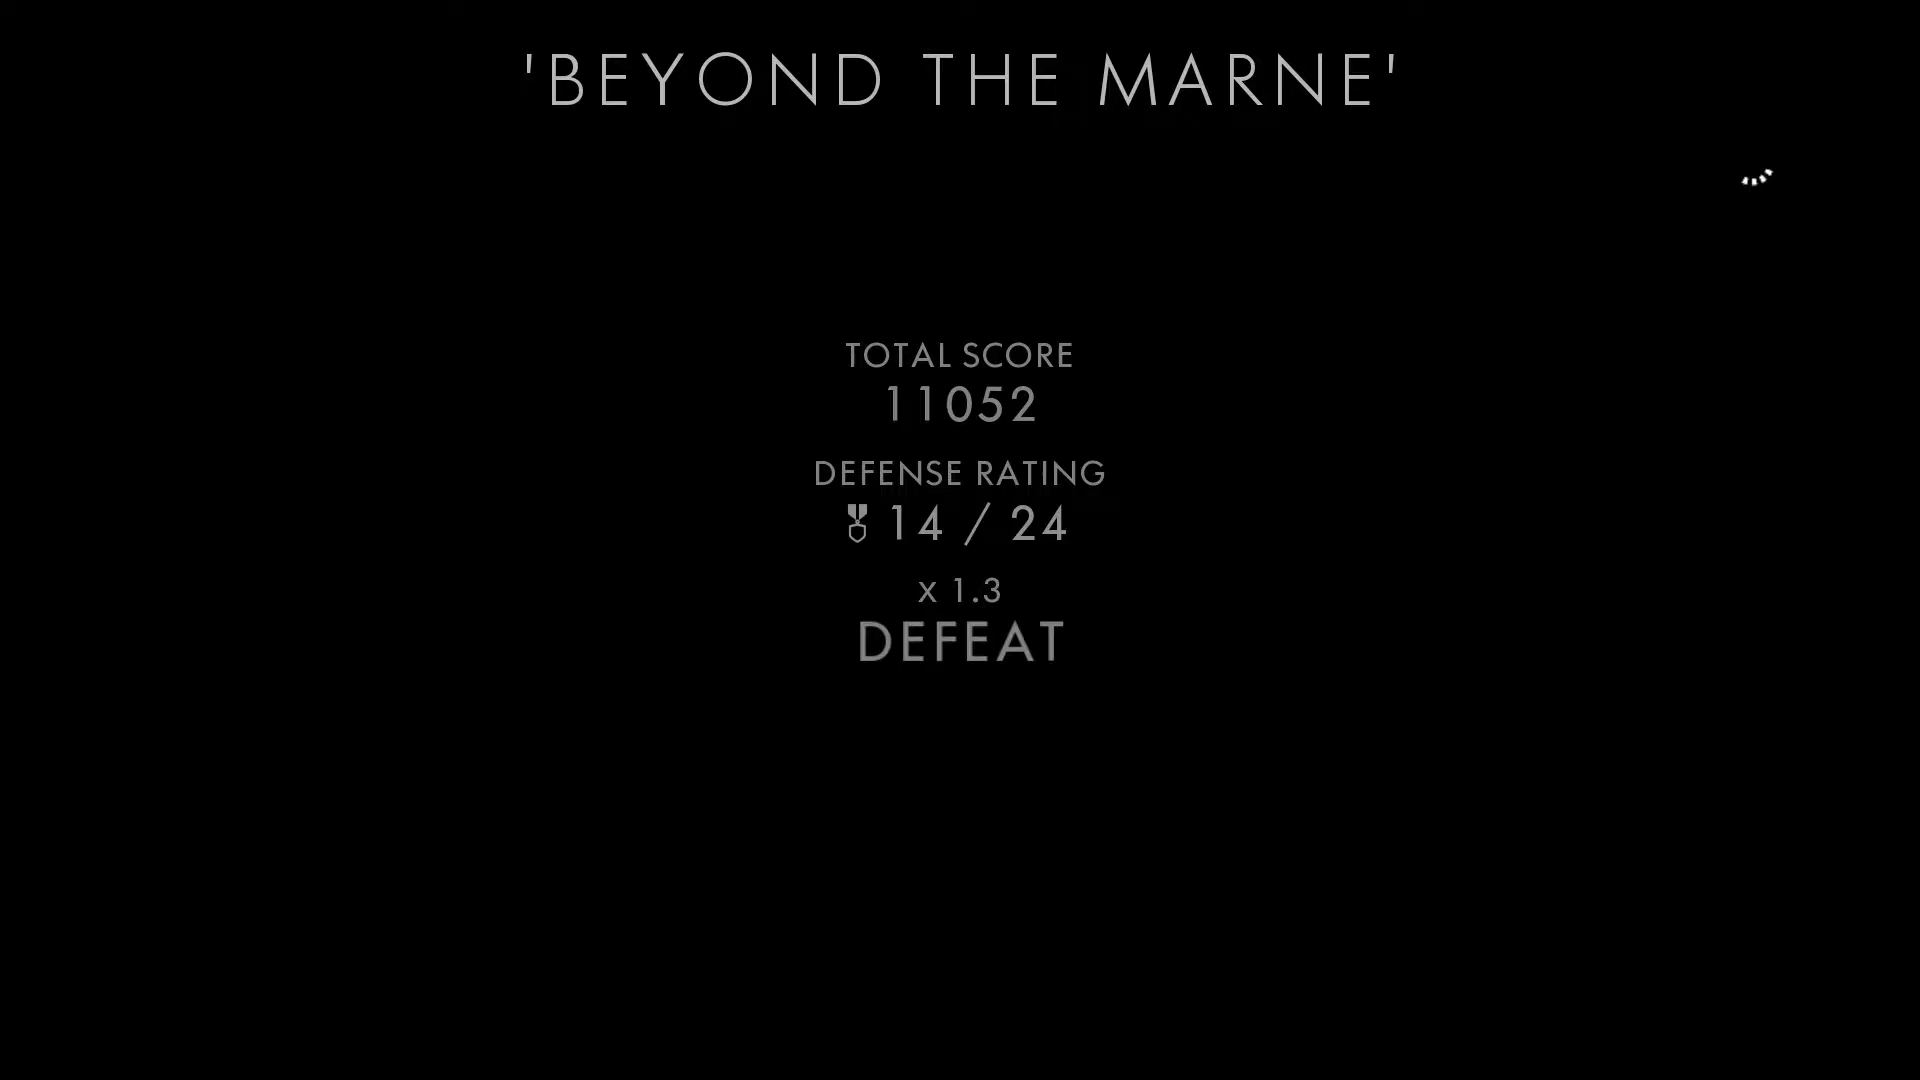 'BEYOND THE MARNE'
TOTAL SCORE
11052
DEFENSE RATING
14 / 24
x 1.3
DEFEAT